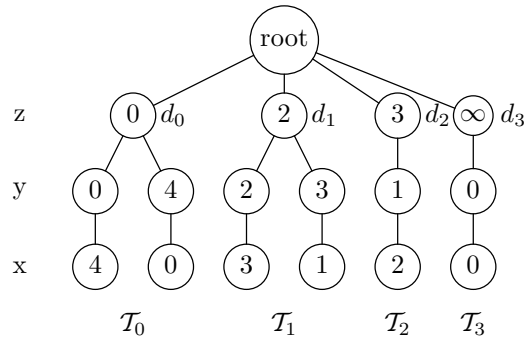 root
z 0 d₀ 2 d₁ 3 d₂ ∞ d₃
y 0 4 2 3 1 0
x 4 0 3 1 2 0
𝒯₀ 𝒯₁ 𝒯₂ 𝒯₃